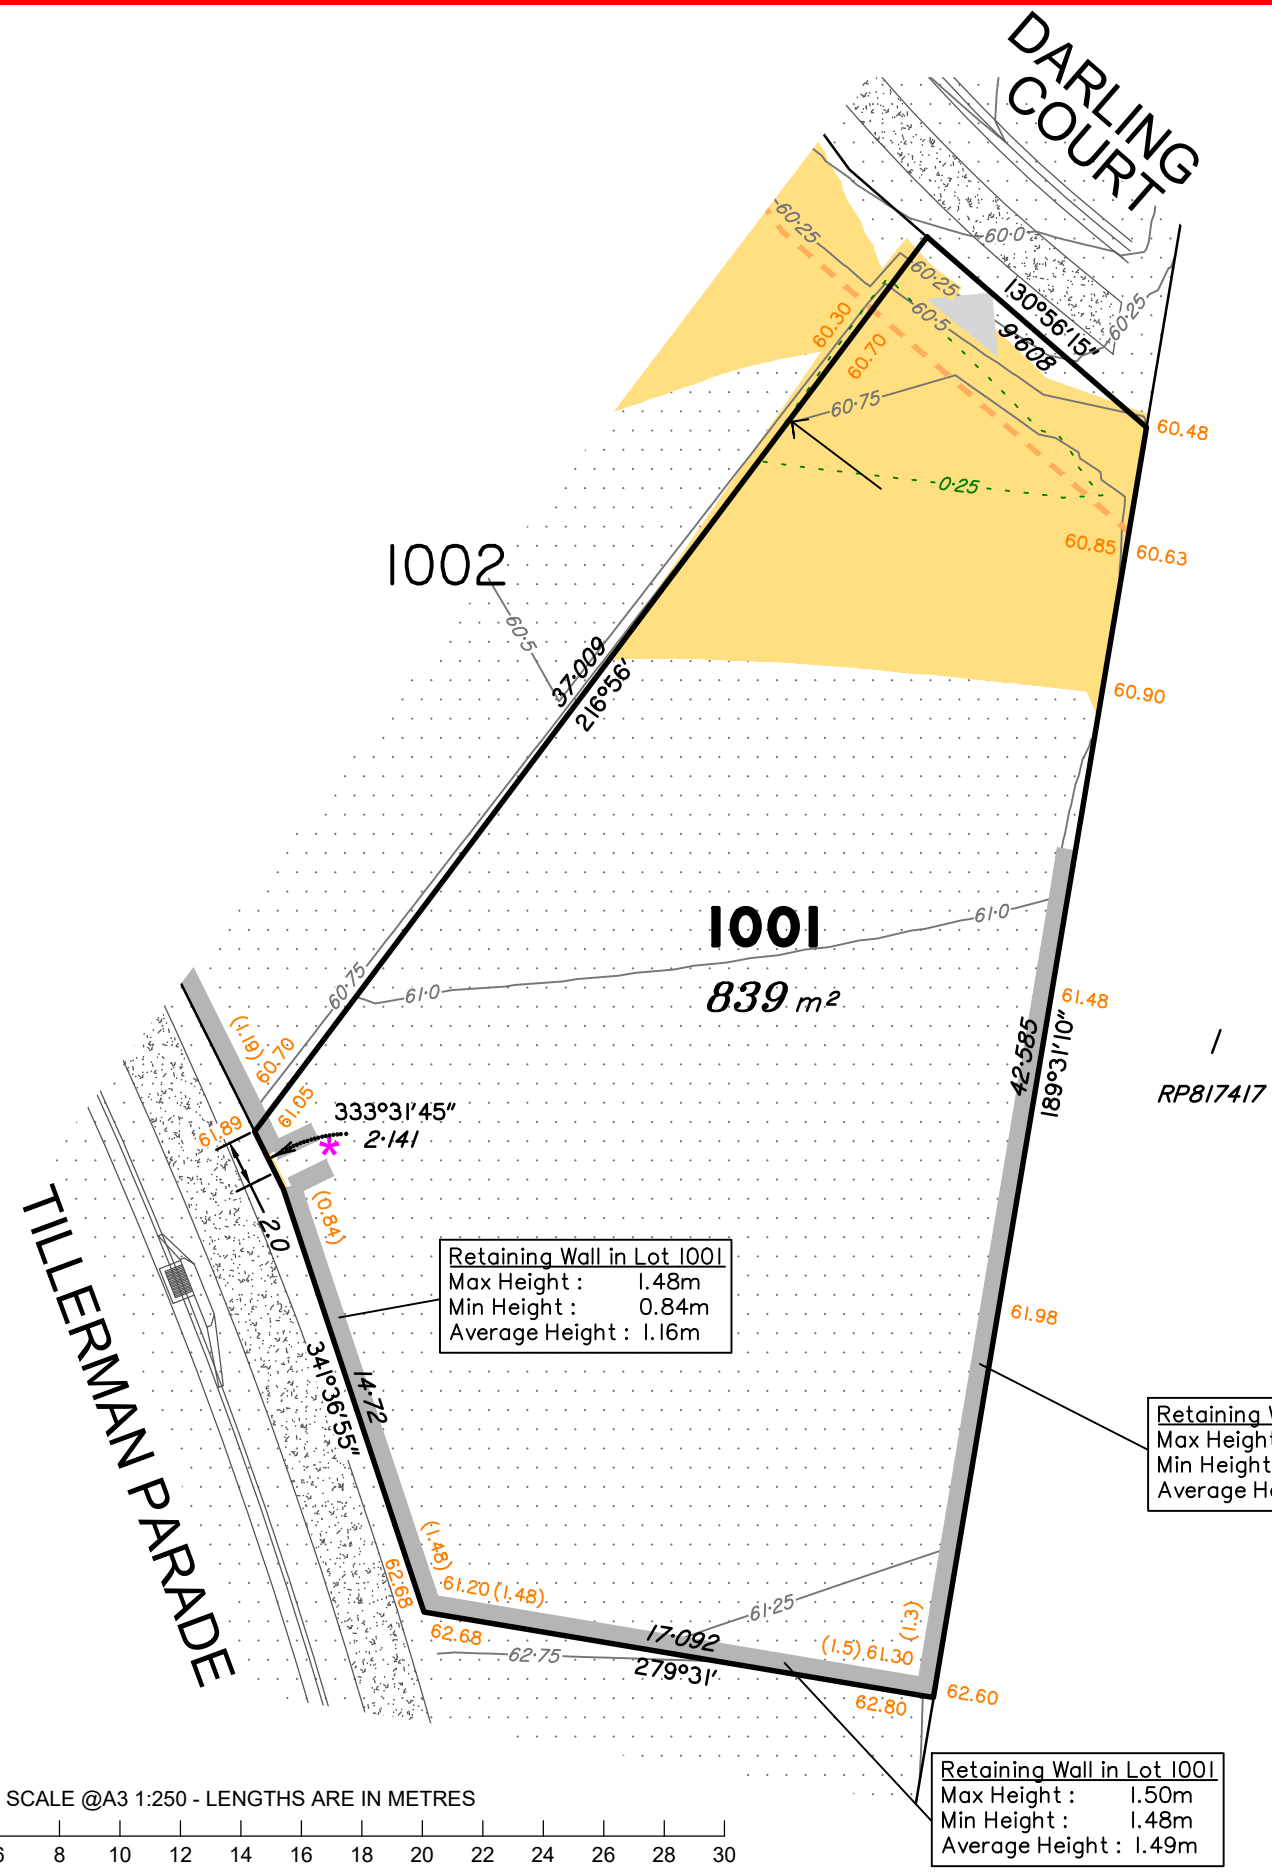 DARLING
COURT
60·0
60·25
60·25
60·25
130°56'15"
9·608
60·5
60.30
60.70
60·75
60.48
0·25
60.85
60.63
1002
60·5
37·009
216°56'
60.90
1001
839 m²
61·0
61·0
60·75
61.48
42·585
189°31'10"
1
RP817417
(1.19)
60.70
61.05
61.89
333°31'45"
2·141
*
2.0
(0.84)
TILLERMAN PARADE
Retaining Wall in Lot 1001
Max Height : 1.48m
Min Height : 0.84m
Average Height : 1.16m
61.98
341°36'55"
14·72
Retaining
Max Height
Min Height
Average
(1.48)
62.68
61.20 (1.48)
62.68
61·25
17·092
279°31'
62·75
(1.5) 61.30
(1.3)
62.80
62.60
Retaining Wall in Lot 1001
Max Height : 1.50m
Min Height : 1.48m
Average Height : 1.49m
SCALE @A3 1:250 - LENGTHS ARE IN METRES
6 8 10 12 14 16 18 20 22 24 26 28 30